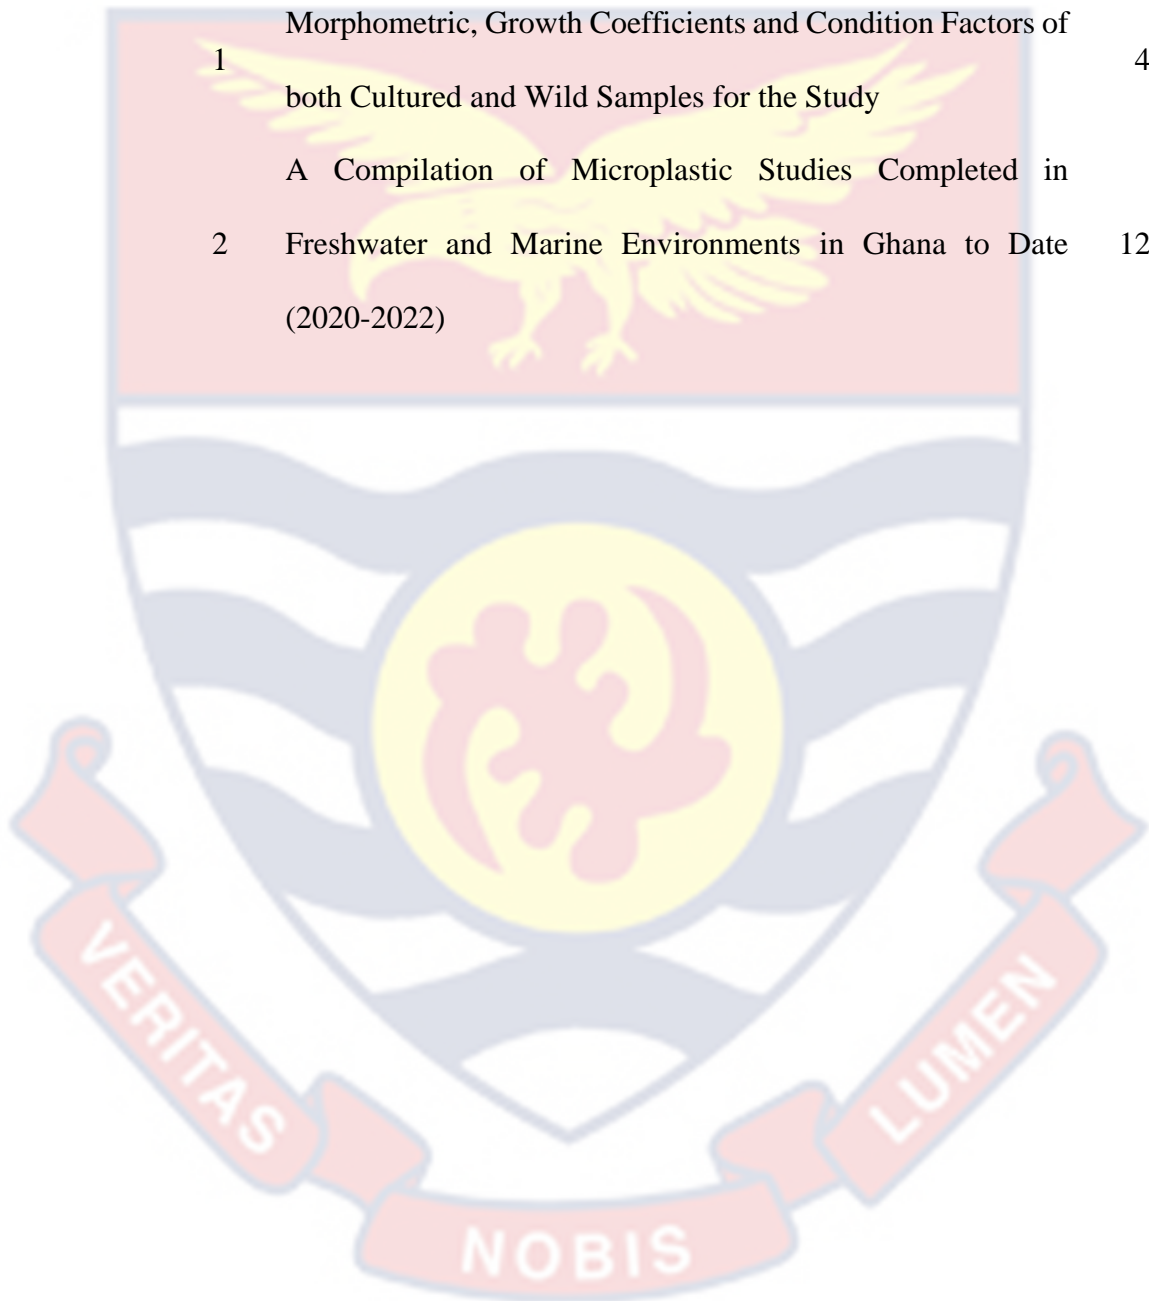 Morphometric, Growth Coefficients and Condition Factors of
1 4
both Cultured and Wild Samples for the Study
A Compilation of Microplastic Studies Completed in
2 Freshwater and Marine Environments in Ghana to Date 12
(2020-2022)
VERITAS
NOBIS
LUMEN